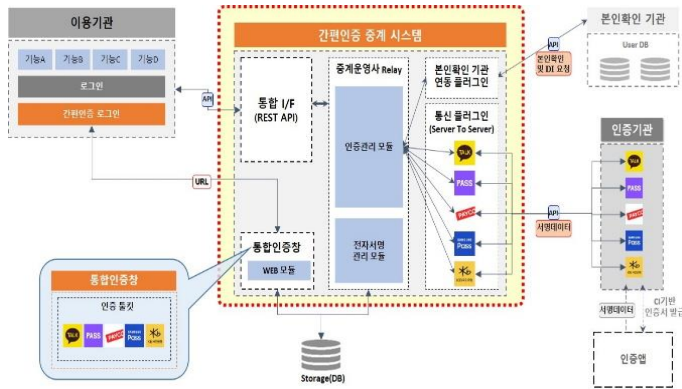 이용기관
기능A
기능B
기능C
기능D
로그인
간편인증 로그인
API
URL
간편인증 중계 시스템
통합 I/F
(REST API)
중계운영사 Relay
인증관리 모듈
전자서명
관리 모듈
본인확인 기관
연동 플러그인
통신 플러그인
(Server To Server)
TALK
PASS
PAYCO
SAMSUNG
Pass
통합인증창
WEB 모듈
API
본인확인
및 DI 요청
본인확인 기관
User DB
API
서명데이터
인증기관
TALK
PASS
PAYCO
Pass
서명데이터
CI기반
인증서 발급
인증앱
통합인증창
인증 툴킷
TALK
PASS
PAYCO
SAMSUNG
Pass
Storage(DB)